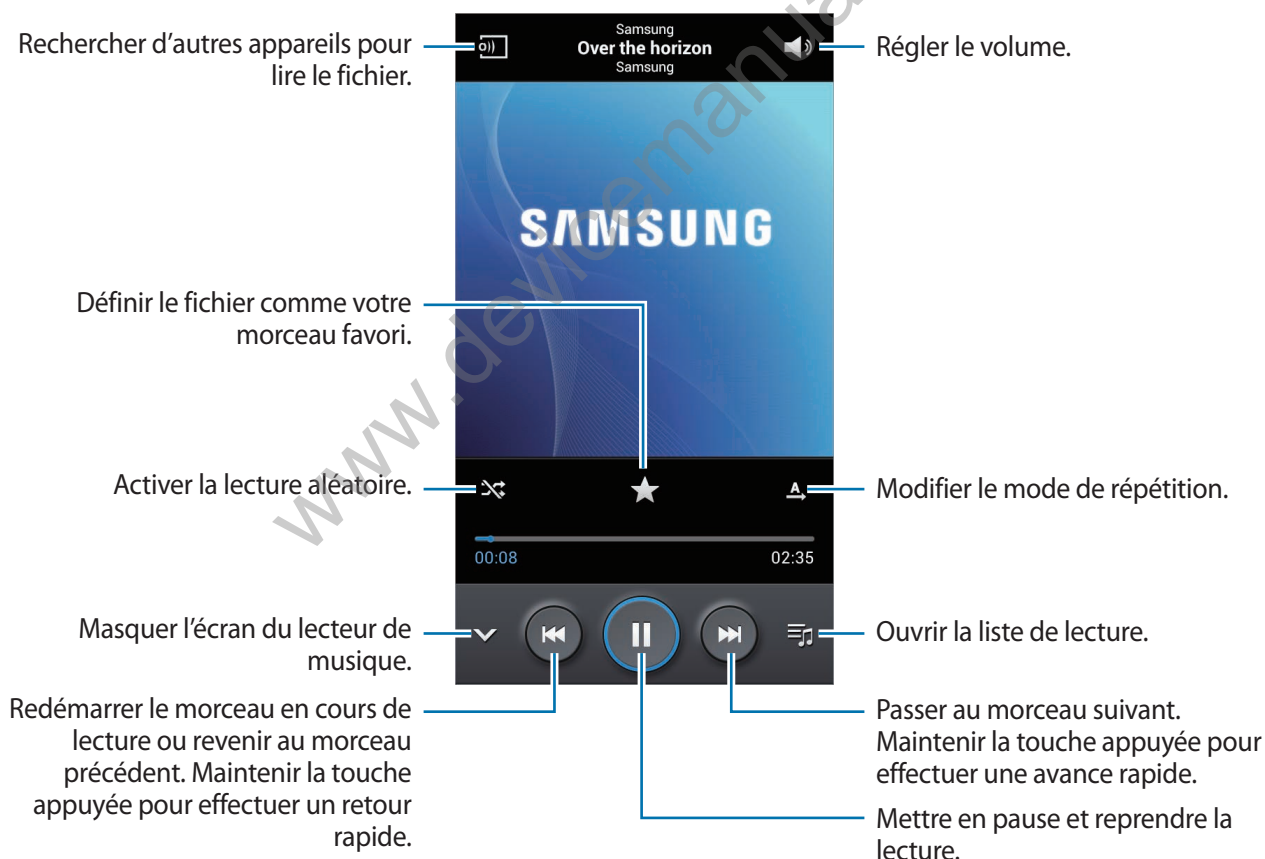 Rechercher d'autres appareils pour
lire le fichier.
Samsung
Over the horizon
Samsung
Régler le volume.
SAMSUNG
Définir le fichier comme votre
morceau favori.
Activer la lecture aléatoire.
A
Modifier le mode de répétition.
00:08
02:35
Masquer l'écran du lecteur de
musique.
Ouvrir la liste de lecture.
Redémarrer le morceau en cours de
lecture ou revenir au morceau
précédent. Maintenir la touche
appuyée pour effectuer un retour
rapide.
Passer au morceau suivant.
Maintenir la touche appuyée pour
effectuer une avance rapide.
Mettre en pause et reprendre la
lecture.
www.devicemanua